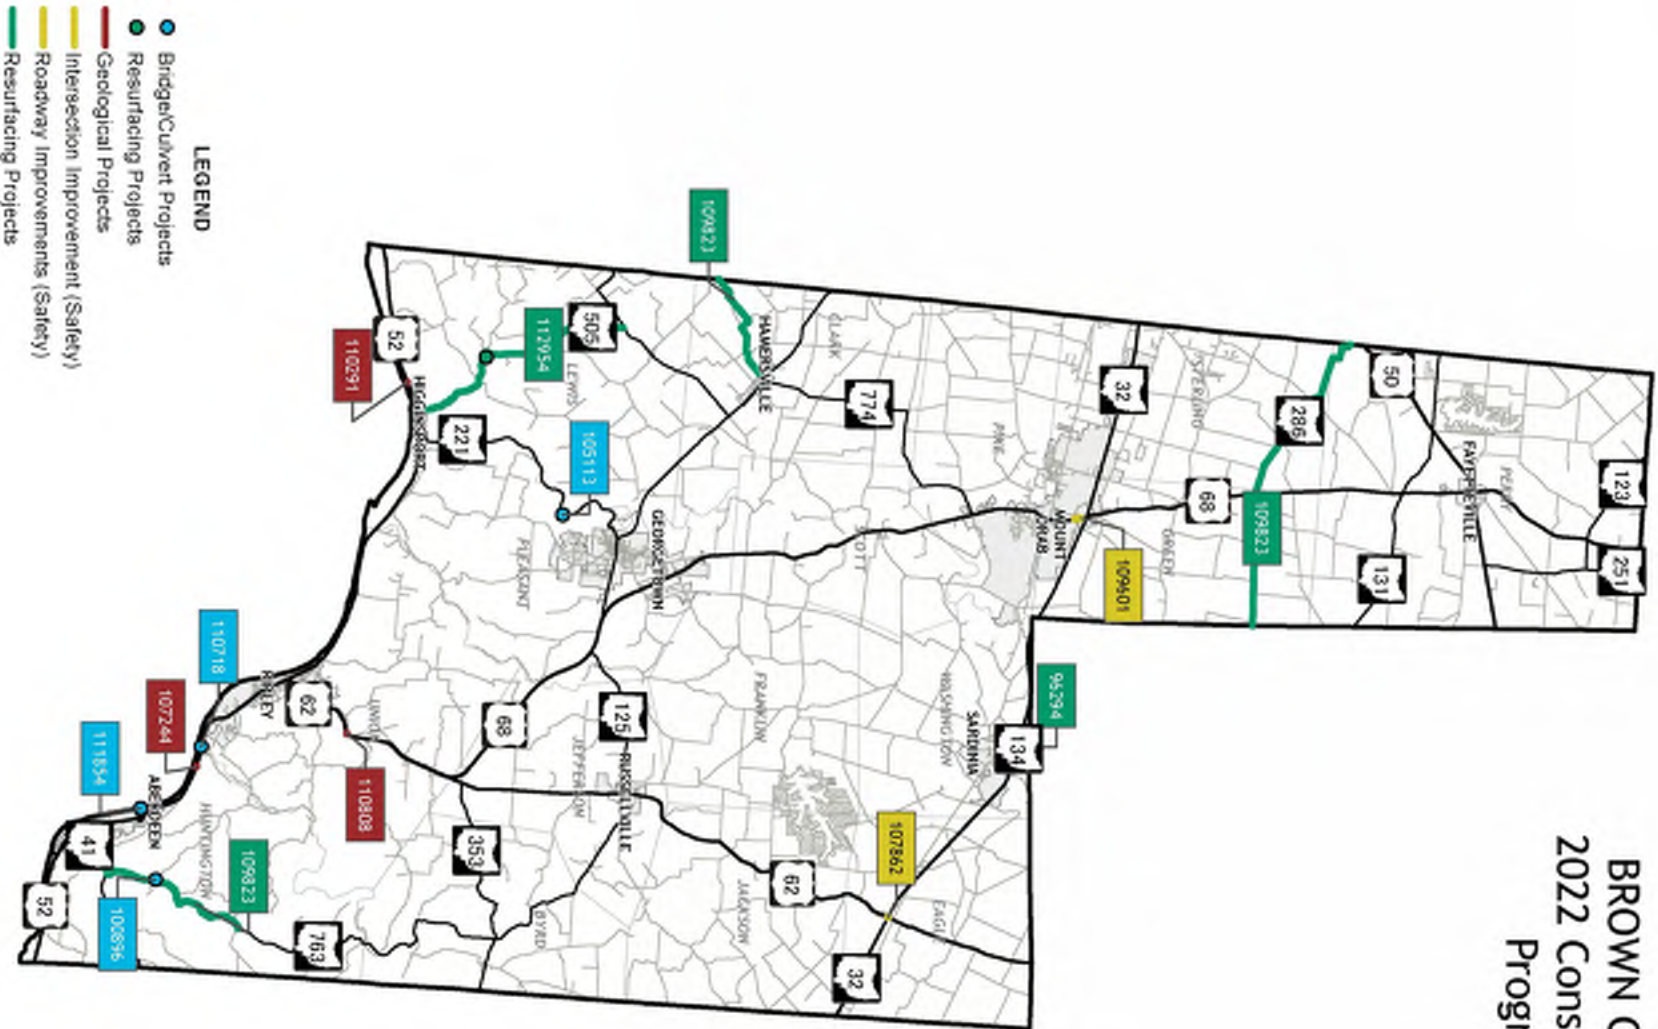 BROWN C
2022 Cons
Progr
123
251
PERRY
FAYETTEVILLE
50
131
286
109823
68
STERLING
GREEN
32
109601
MOUNT
ORAB
PIKE
96294
134
SARDINIA
WASHINGTON
EAGLE
774
CLARK
SCOTT
107862
32
HAMERSVILLE
109823
FRANKLIN
62
JACKSON
GEORGETOWN
125
RUSSELLVILLE
505
105113
LEWIS
112954
PLEASANT
JEFFERSON
BYRD
221
68
353
HIGGINSPORT
52
110291
UNION
110808
62
763
RIPLEY
109823
110718
HUNTINGTON
107244
ABERDEEN
111854
100896
41
52
LEGEND
Bridge/Culvert Projects
Resurfacing Projects
Geological Projects
Intersection Improvement (Safety)
Roadway Improvements (Safety)
Resurfacing Projects